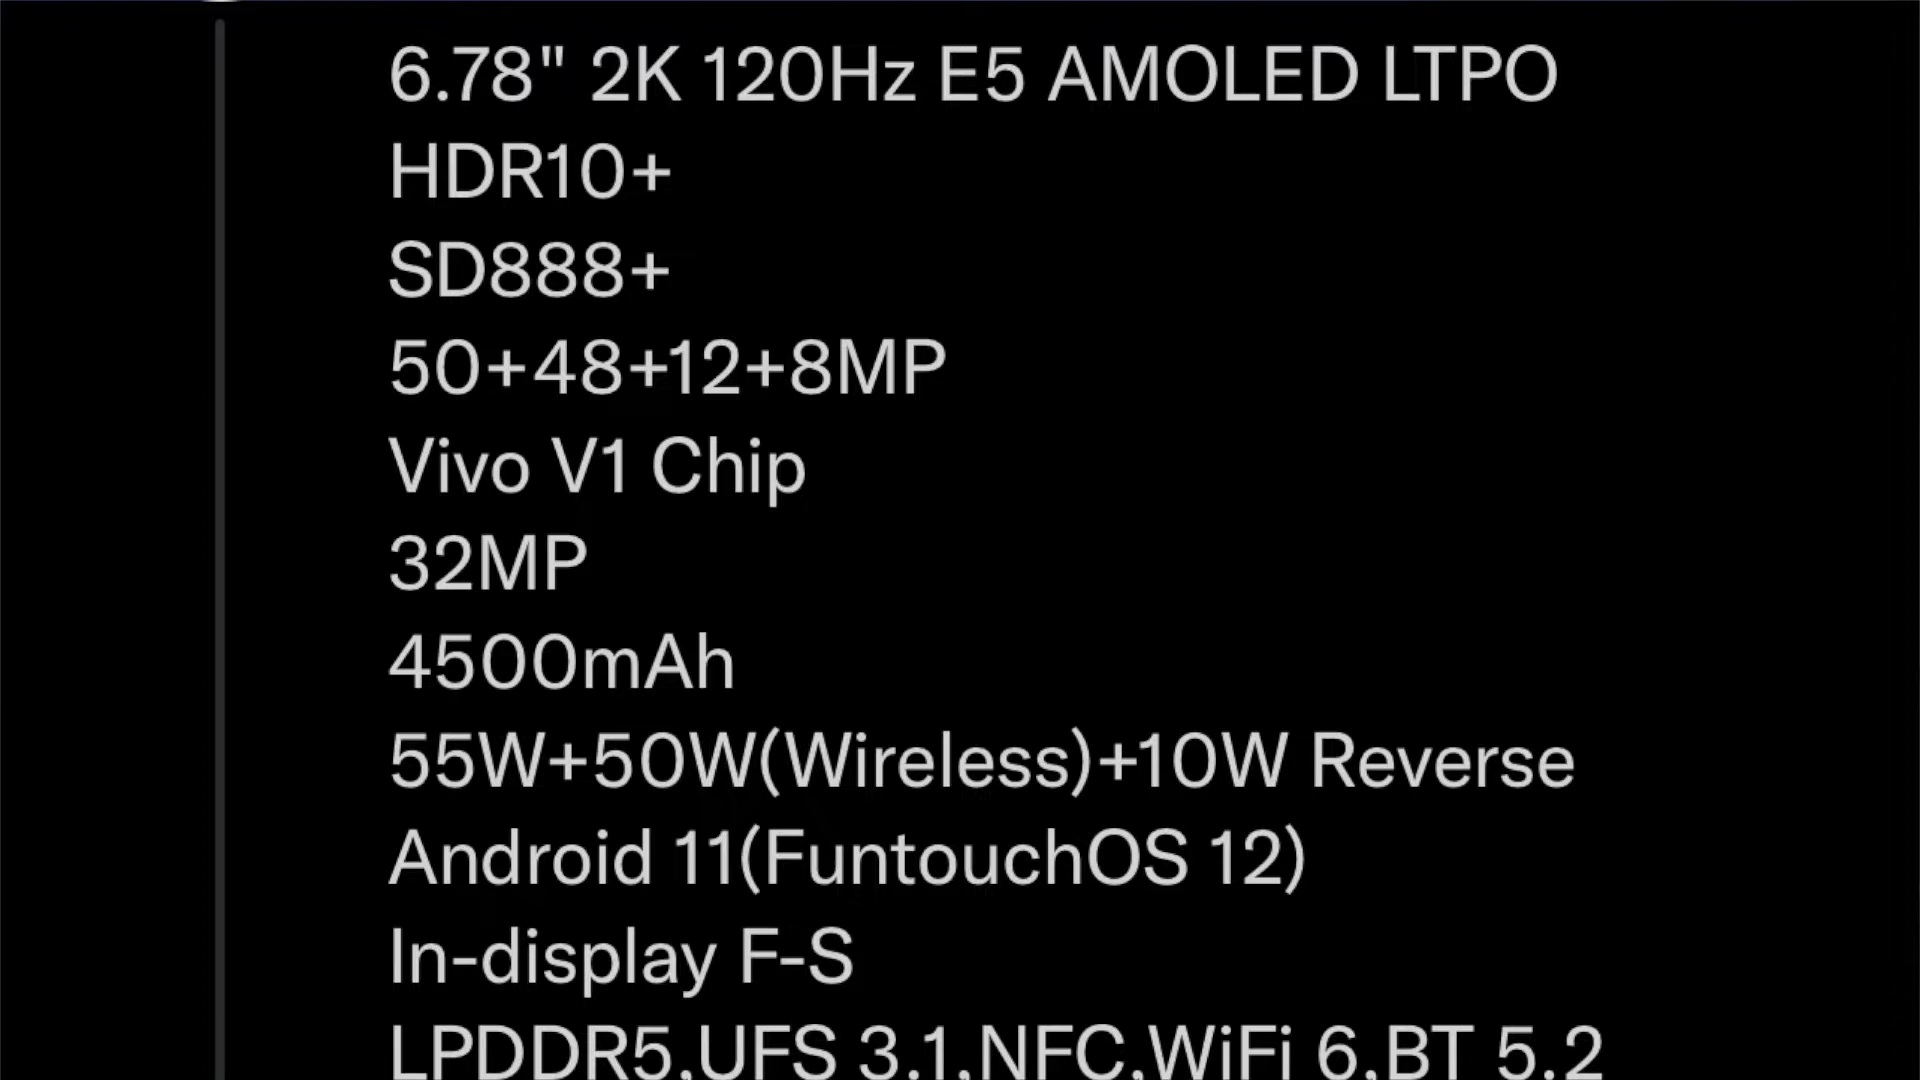 6.78" 2K 120Hz E5 AMOLED LTPO
HDR10+
SD888+
50+48+12+8MP
Vivo V1 Chip
32MP
4500mAh
55W+50W(Wireless)+10W Reverse
Android 11(FuntouchOS 12)
In-display F-S
LPDDR5,UFS 3.1,NFC,WiFi 6,BT 5.2